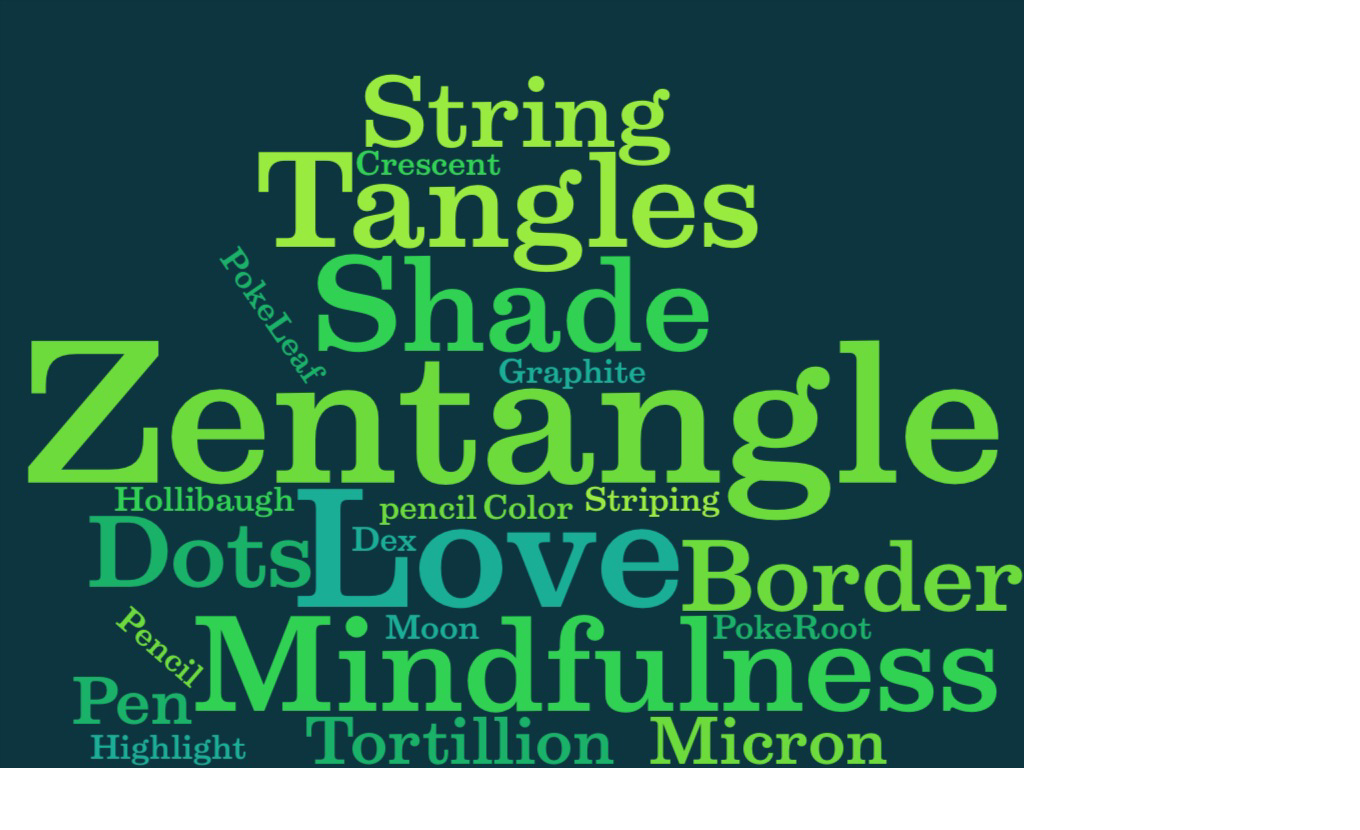 String
Crescent
Tangles
PokeLeaf
Shade
Graphite
Zentangle
Hollibaugh
pencil Color
Striping
Dots
Dex
Love
Border
Pencil
Moon
PokeRoot
Mindfulness
Pen
Highlight
Tortillion
Micron